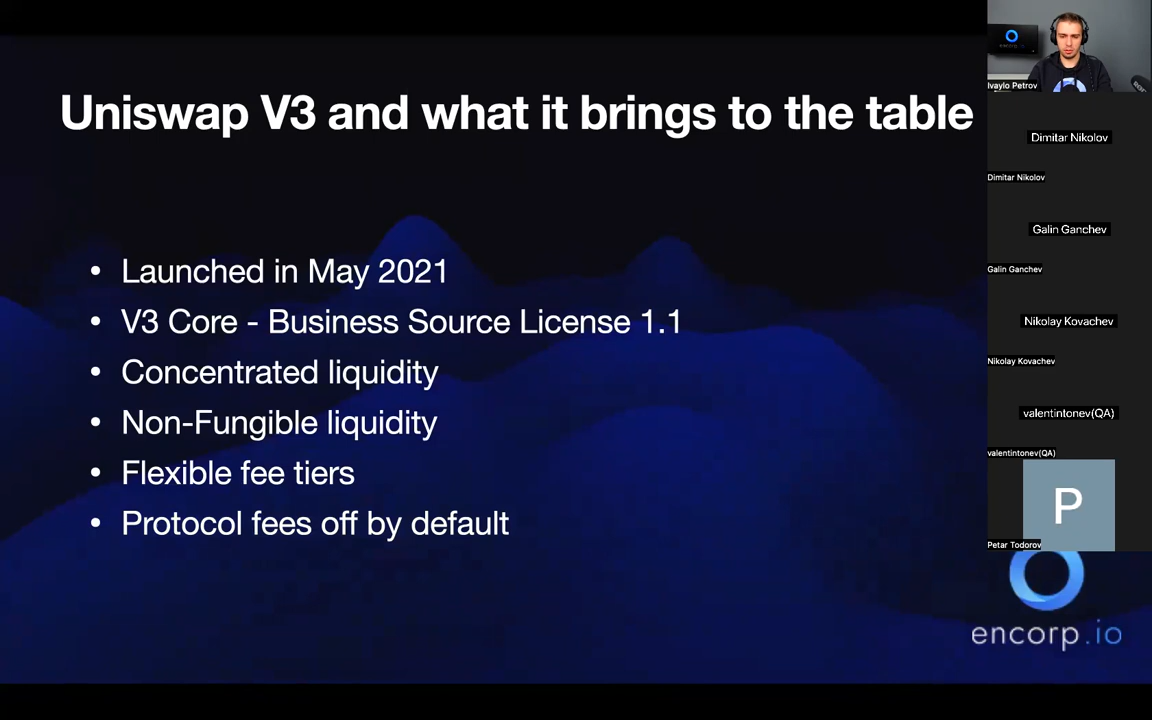 Uniswap V3 and what it brings to the table
• Launched in May 2021
• V3 Core - Business Source License 1.1
• Concentrated liquidity
• Non-Fungible liquidity
• Flexible fee tiers
• Protocol fees off by default
Ivaylo Petrov
Dimitar Nikolov
Dimitar Nikolov
Galin Ganchev
Galin Ganchev
Nikolay Kovachev
Nikolay Kovachev
valentintonev(QA)
valentintonev(QA)
P
Petar Todorov
encorp.io